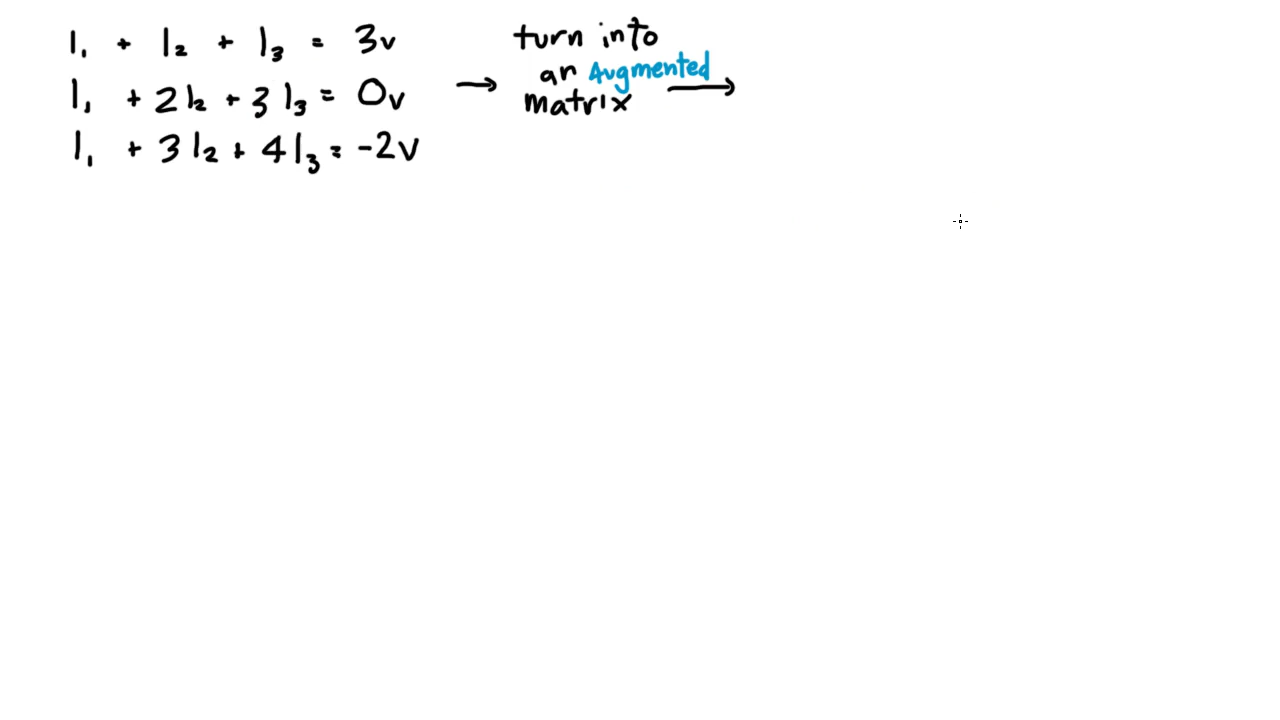 I₁ + I₂ + I₃ = 3v
I₁ + 2I₂ + 3I₃ = 0v
I₁ + 3I₂ + 4I₃ = -2v
→ turn into
an Augmented
matrix →